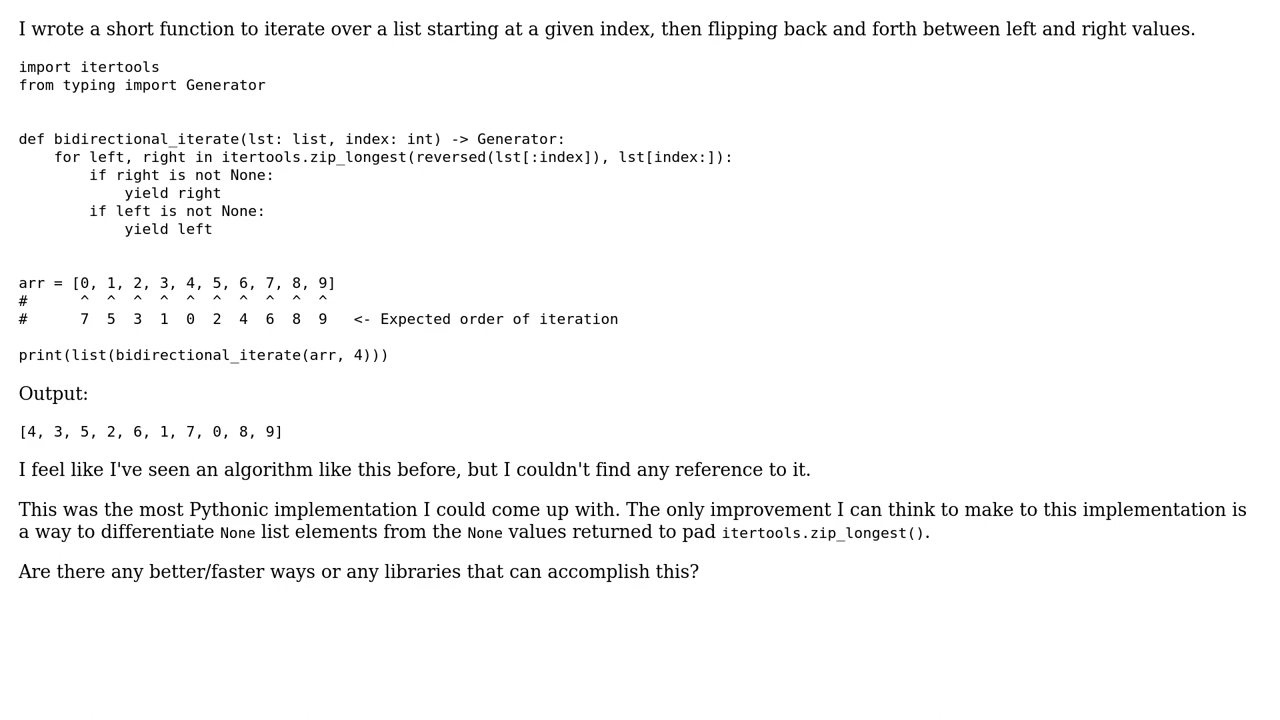 I wrote a short function to iterate over a list starting at a given index, then flipping back and forth between left and right values.
import itertools
from typing import Generator
def bidirectional_iterate(lst: list, index: int) -> Generator:
    for left, right in itertools.zip_longest(reversed(lst[:index]), lst[index:]):
        if right is not None:
            yield right
        if left is not None:
            yield left
arr = [0, 1, 2, 3, 4, 5, 6, 7, 8, 9]
#      ^  ^  ^  ^  ^  ^  ^  ^  ^  ^
#      7  5  3  1  0  2  4  6  8  9   <- Expected order of iteration
print(list(bidirectional_iterate(arr, 4)))
Output:
[4, 3, 5, 2, 6, 1, 7, 0, 8, 9]
I feel like I've seen an algorithm like this before, but I couldn't find any reference to it.
This was the most Pythonic implementation I could come up with. The only improvement I can think to make to this implementation is
a way to differentiate None list elements from the None values returned to pad itertools.zip_longest().
Are there any better/faster ways or any libraries that can accomplish this?